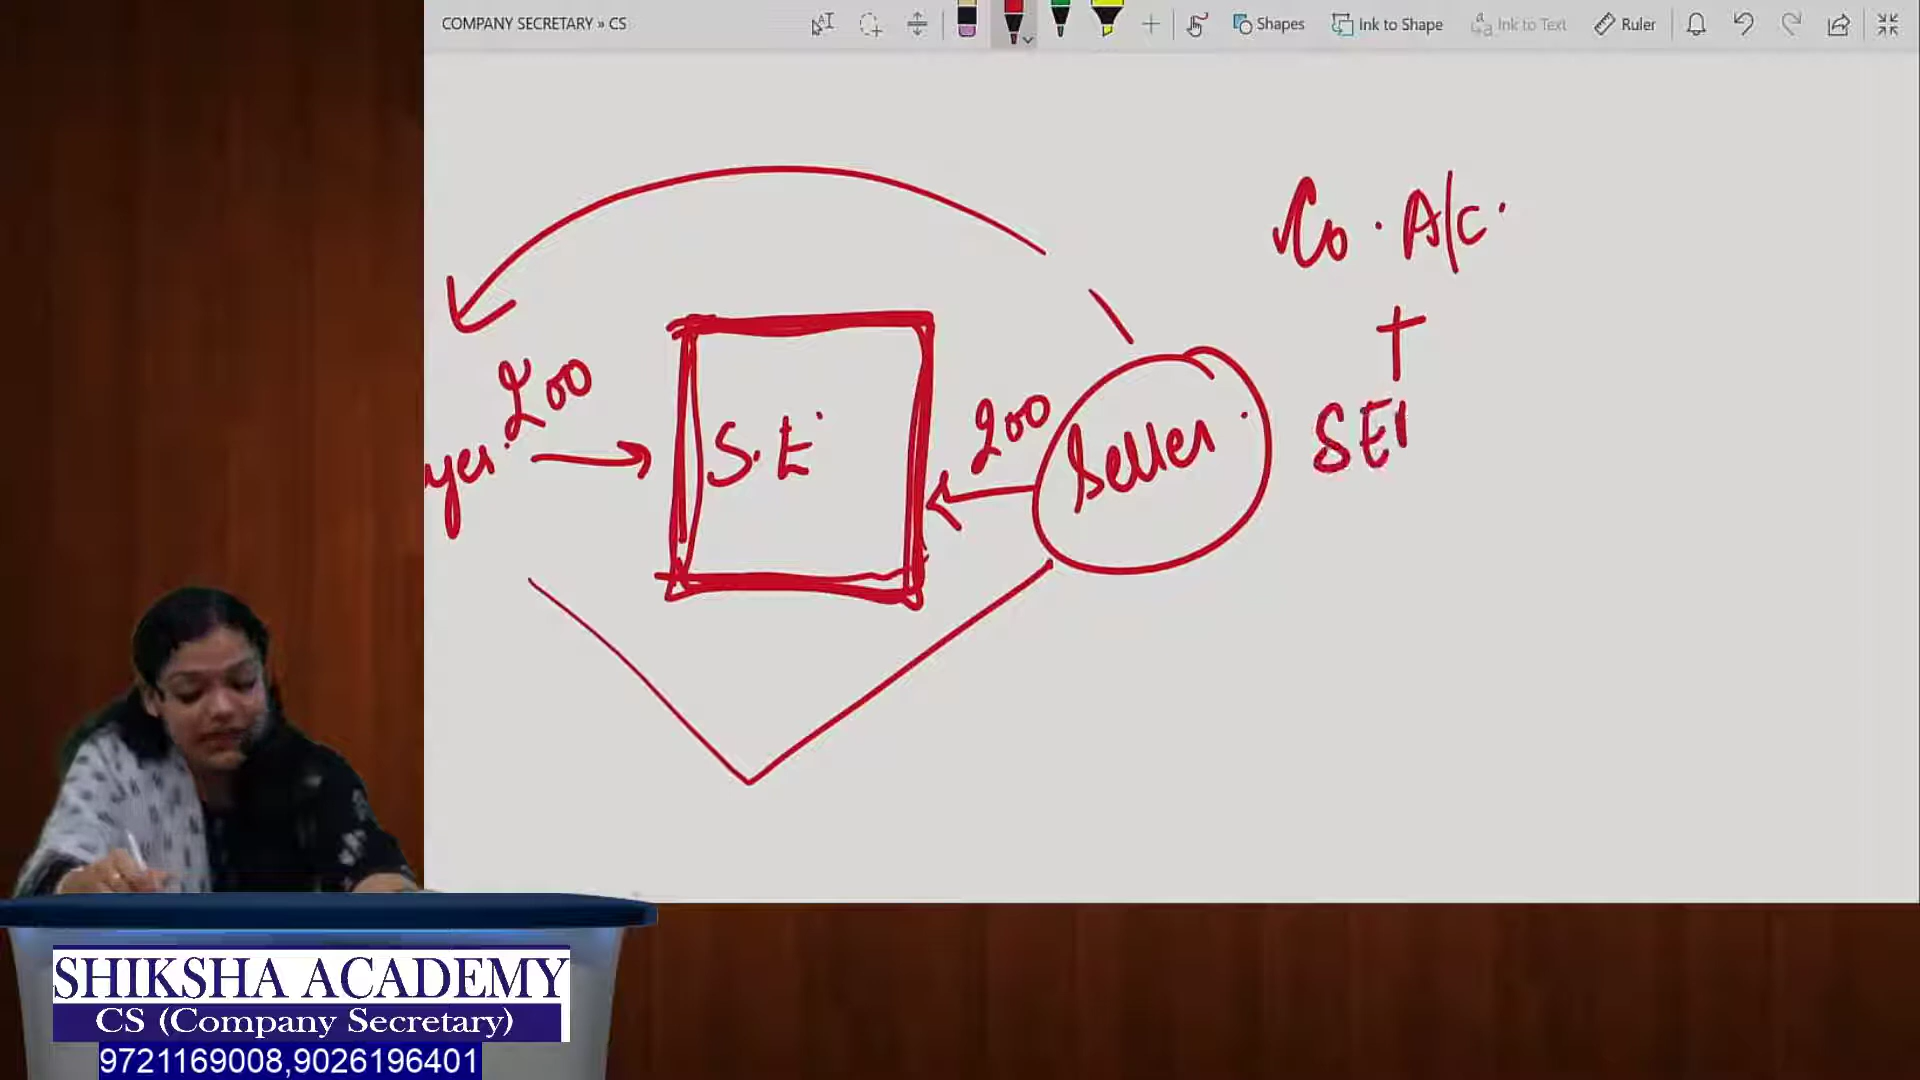 COMPANY SECRETARY » CS
Shapes
Ink to Shape
Ink to Text
Ruler
Co. A/C.
+
200
200
S.E
Seller.
yer.
SEI
SHIKSHA ACADEMY
CS (Company Secretary)
9721169008,9026196401